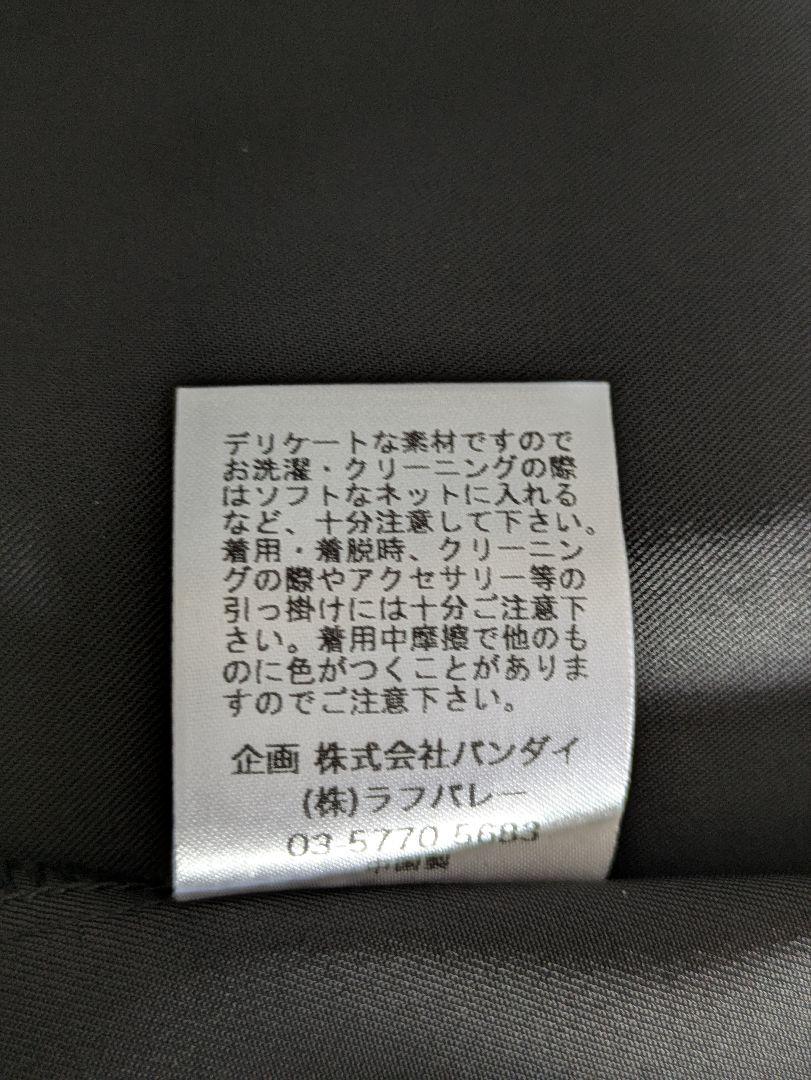 デリケートな素材ですので
お洗濯・クリーニングの際
はソフトなネットに入れる
など、十分注意して下さい。
着用・着脱時、クリーニン
グの際やアクセサリー等の
引っ掛けには十分ご注意下
さい。着用中摩擦で他のも
のに色がつくことがありま
すのでご注意下さい。
企画 株式会社バンダイ
(株)ラフバレー
03-5770 5683
中国製